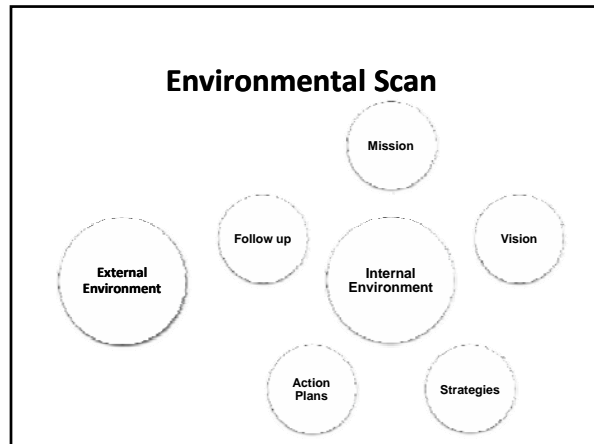 Environmental Scan
Mission
Follow up
Vision
External
Environment
Internal
Environment
Action
Plans
Strategies